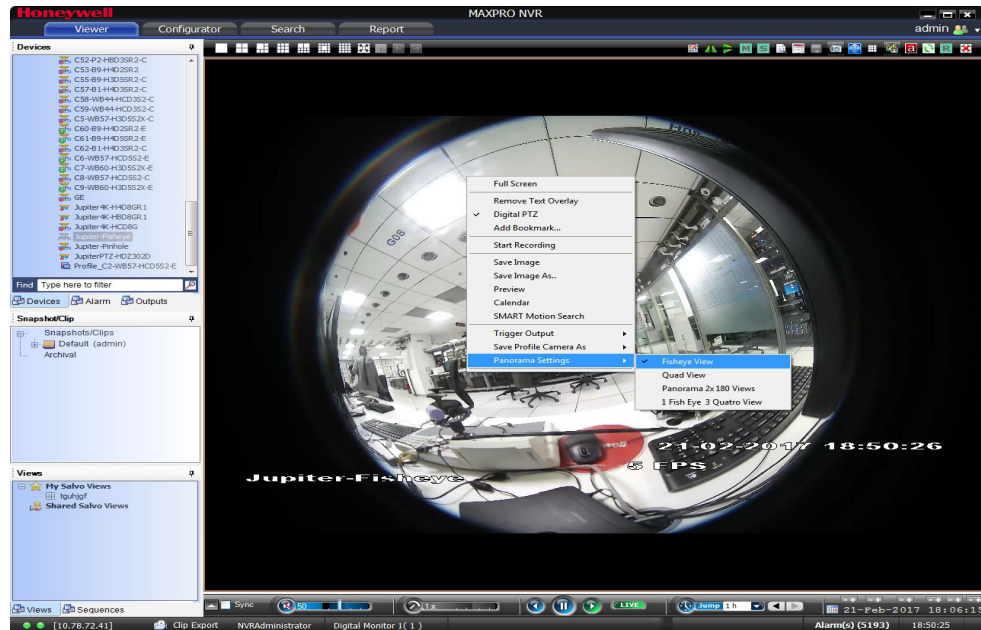 Honeywell
MAXPRO NVR
Viewer
Configurator
Search
Report
admin
Devices
C52-P2-HBD3SR2-C
C53-B9-H4D2SR2
C55-B9-H3DSSR2-C
C57-B1-H4D3SR2-C
C58-WB44-HCD3S2-C
C59-WB44-HCD3S2-C
C5-WB57-H3D5S2X-C
C60-B9-H4D2SR2-E
C61-B9-H4DSSR2-E
C62-B1-H4D3SR2-C
C6-WB57-HCD5S2-E
C7-WB60-H3D5S2X-E
C8-WB57-HCD5S2-C
C9-WB60-H3D5S2X-E
GE
Jupiter4K-H4D8GR1
Jupiter4K-HBD8GR1
Jupiter4K-HCD8G
Jupiter-Fisheye
Jupiter-Pinhole
JupiterPTZ-HDZ302D
Profile_C2-WB57-HCD5S2-E
Find
Type here to filter
Devices
Alarm
Outputs
Snapshot/Clip
Snapshots/Clips
Default (admin)
Archival
Views
My Salvo Views
tguhjgf
Shared Salvo Views
Views
Sequences
M
S
a
R
G08
Full Screen
Remove Text Overlay
Digital PTZ
Add Bookmark...
Start Recording
Save Image
Save Image As..
Preview
Calendar
SMART Motion Search
Trigger Output
Save Profile Camera As
Panorama Settings
Fisheye View
Quad View
Panorama 2x180 Views
1 Fish Eye 3 Quatro View
21-02-2017 18:50:26
5 FPS
Jupiter-Fisheye
Sync
50
1x
LIVE
Jump
1 h
21-Feb-2017 18:06:15
[10.78.72.41]
Clip Export
NVRAdministrator
Digital Monitor 1( 1 )
Alarm(s) (5193)
18:50:25